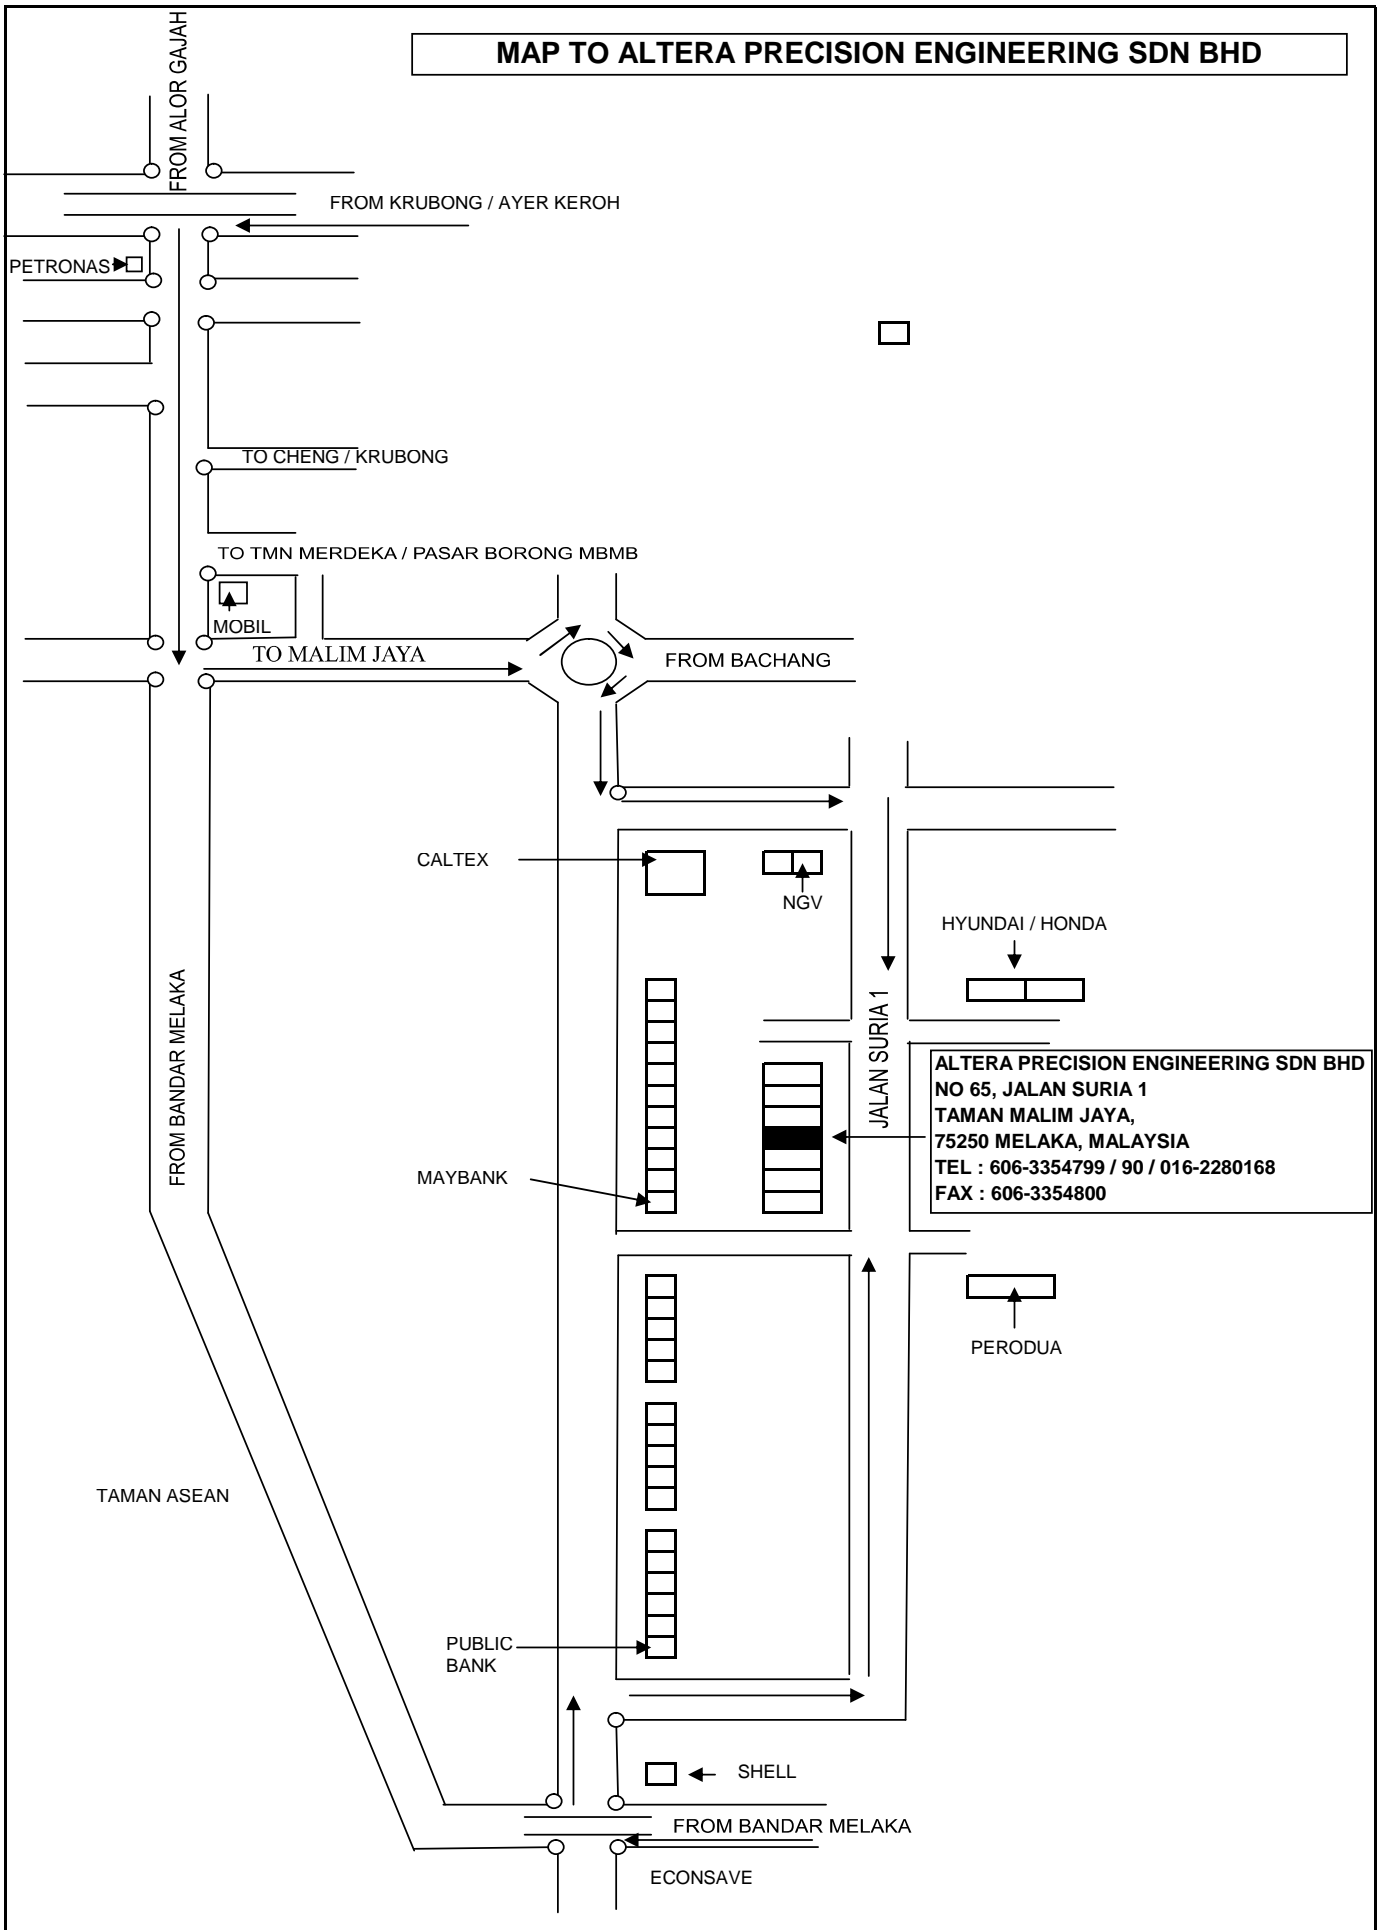 MAP TO ALTERA PRECISION ENGINEERING SDN BHD
FROM ALOR GAJAH
FROM KRUBONG / AYER KEROH
PETRONAS
TO CHENG / KRUBONG
TO TMN MERDEKA / PASAR BORONG MBMB
MOBIL
TO MALIM JAYA
FROM BACHANG
CALTEX
NGV
HYUNDAI / HONDA
FROM BANDAR MELAKA
JALAN SURIA 1
ALTERA PRECISION ENGINEERING SDN BHD
NO 65, JALAN SURIA 1
TAMAN MALIM JAYA,
75250 MELAKA, MALAYSIA
TEL : 606-3354799 / 90 / 016-2280168
FAX : 606-3354800
MAYBANK
PERODUA
TAMAN ASEAN
PUBLIC
BANK
SHELL
FROM BANDAR MELAKA
ECONSAVE